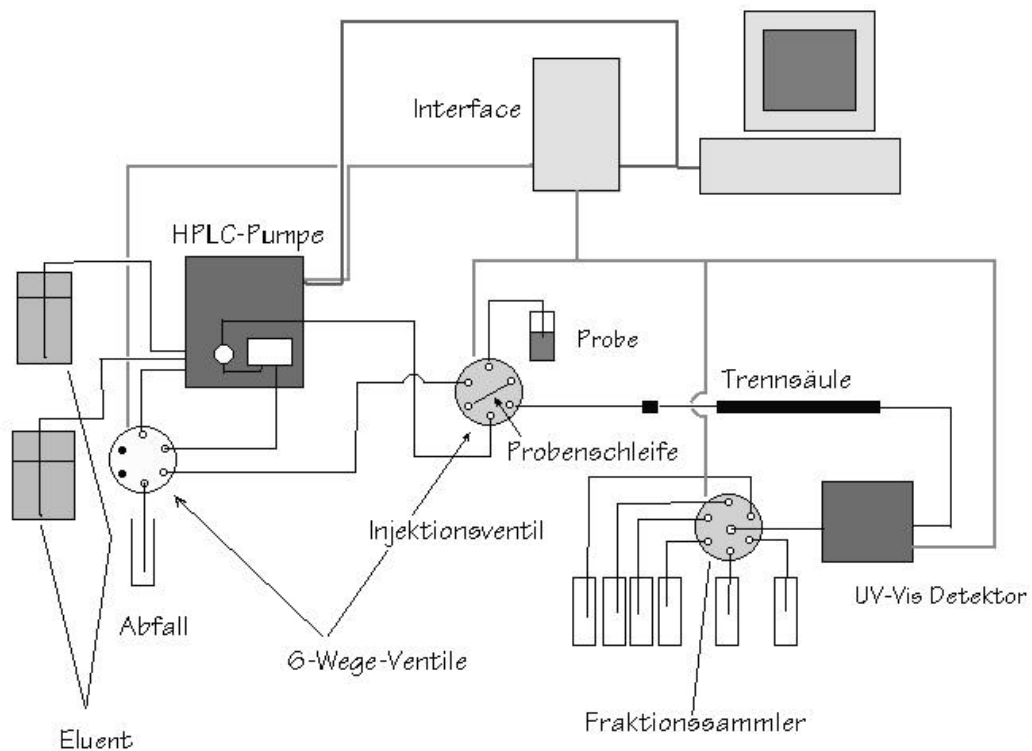 Interface
HPLC-Pumpe
Probe
Trennsäule
Probenschleife
Injektionsventil
UV-Vis Detektor
Abfall
6-Wege-Ventile
Fraktionssammler
Eluent